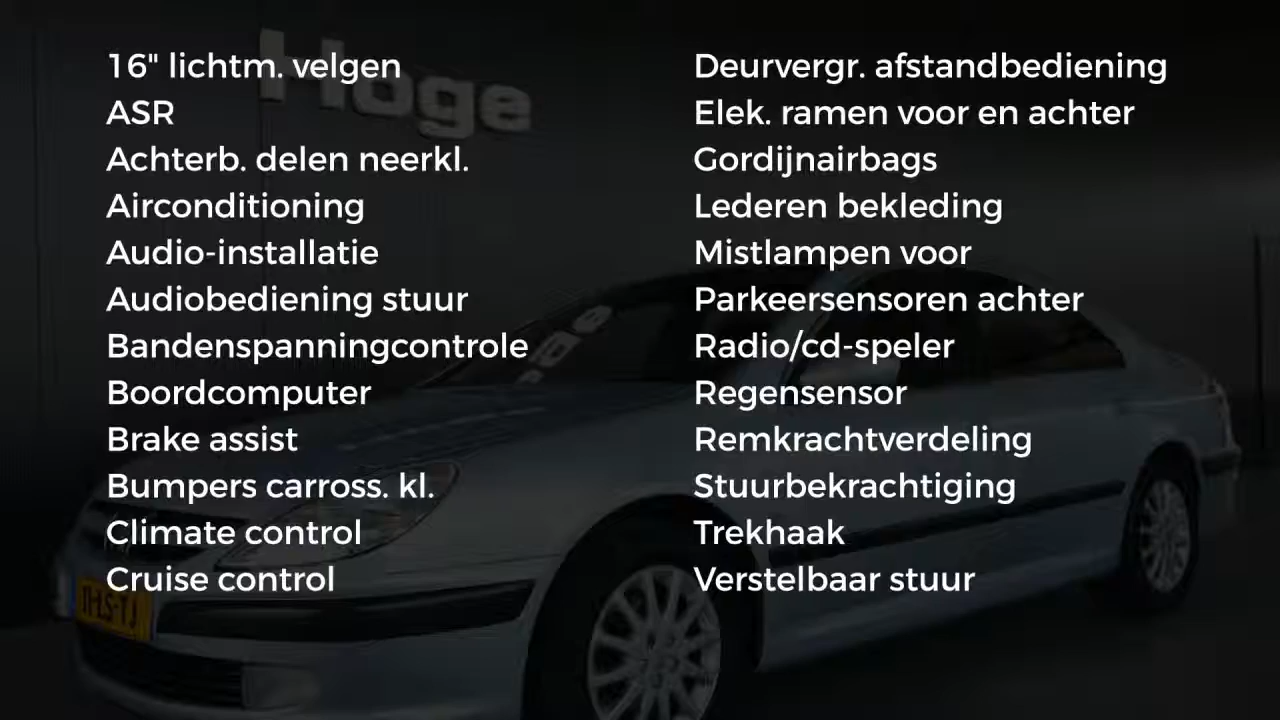 Hoge
16" lichtm. velgen
ASR
Achterb. delen neerkl.
Airconditioning
Audio-installatie
Audiobediening stuur
Bandenspanningcontrole
Boordcomputer
Brake assist
Bumpers carross. kl.
Climate control
Cruise control
Deurvergr. afstandbediening
Elek. ramen voor en achter
Gordijnairbags
Lederen bekleding
Mistlampen voor
Parkeersensoren achter
Radio/cd-speler
Regensensor
Remkrachtverdeling
Stuurbekrachtiging
Trekhaak
Verstelbaar stuur